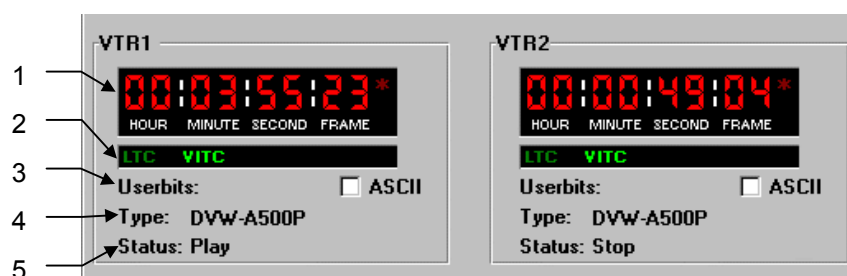 VTR1
1
00:03:55:23*
HOUR MINUTE SECOND FRAME
2
LTC VITC
3
Userbits: ASCII
4
Type: DVW-A500P
5
Status: Play
VTR2
00:00:49:04*
HOUR MINUTE SECOND FRAME
LTC VITC
Userbits: ASCII
Type: DVW-A500P
Status: Stop